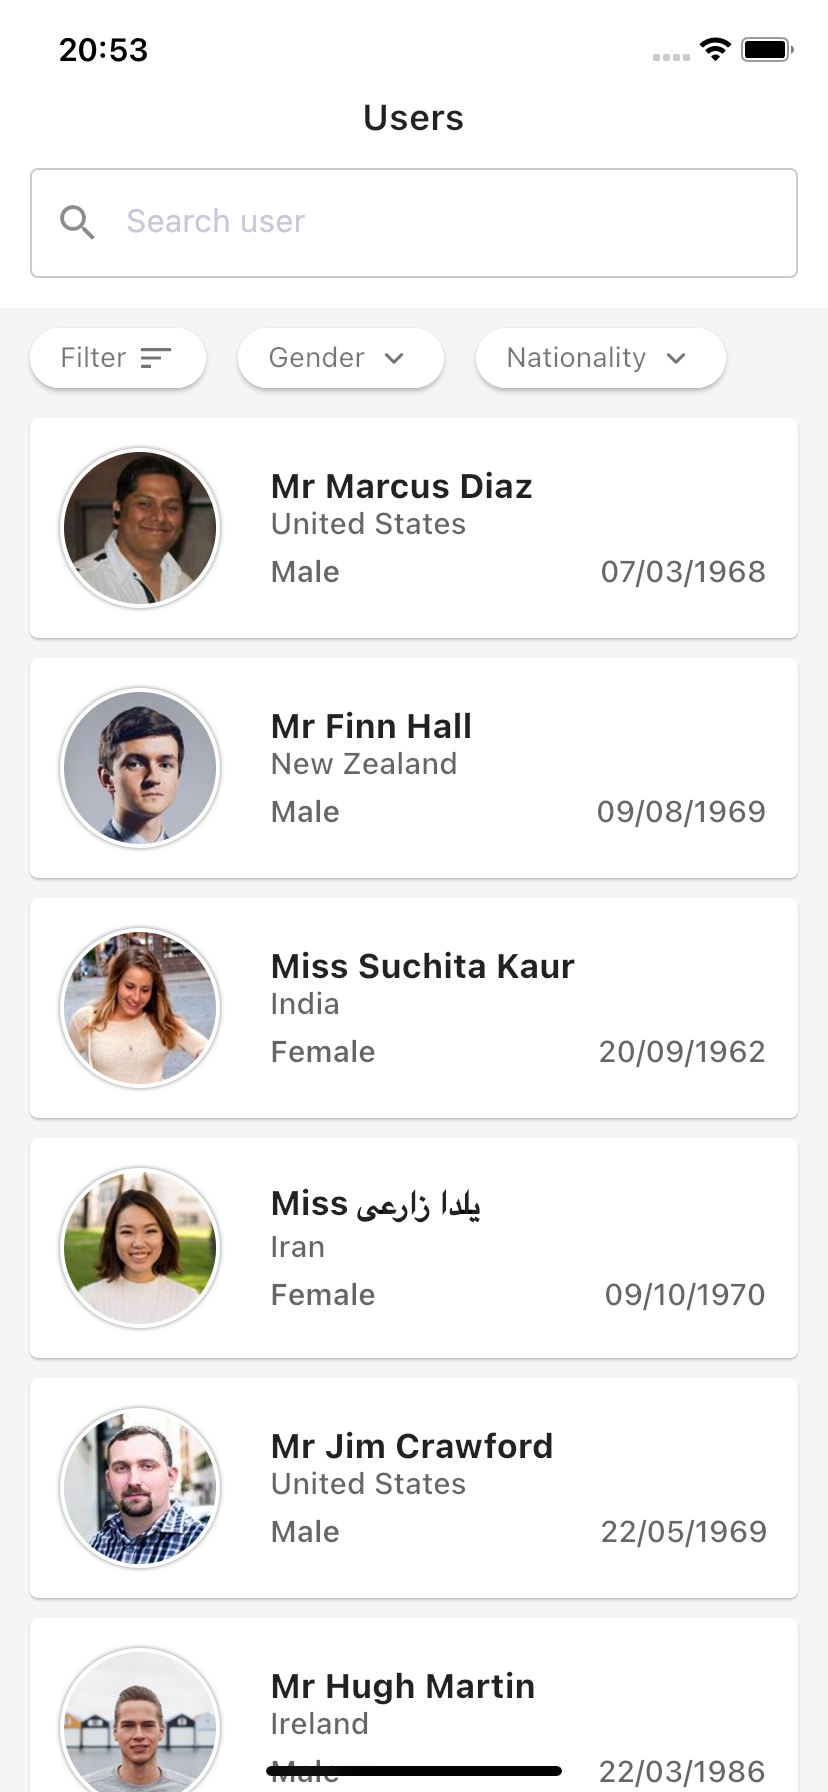 20:53
Users
Search user
Filter Gender Nationality
Mr Marcus Diaz
United States
Male 07/03/1968
Mr Finn Hall
New Zealand
Male 09/08/1969
Miss Suchita Kaur
India
Female 20/09/1962
Miss یلدا زارعی
Iran
Female 09/10/1970
Mr Jim Crawford
United States
Male 22/05/1969
Mr Hugh Martin
Ireland
Male 22/03/1986